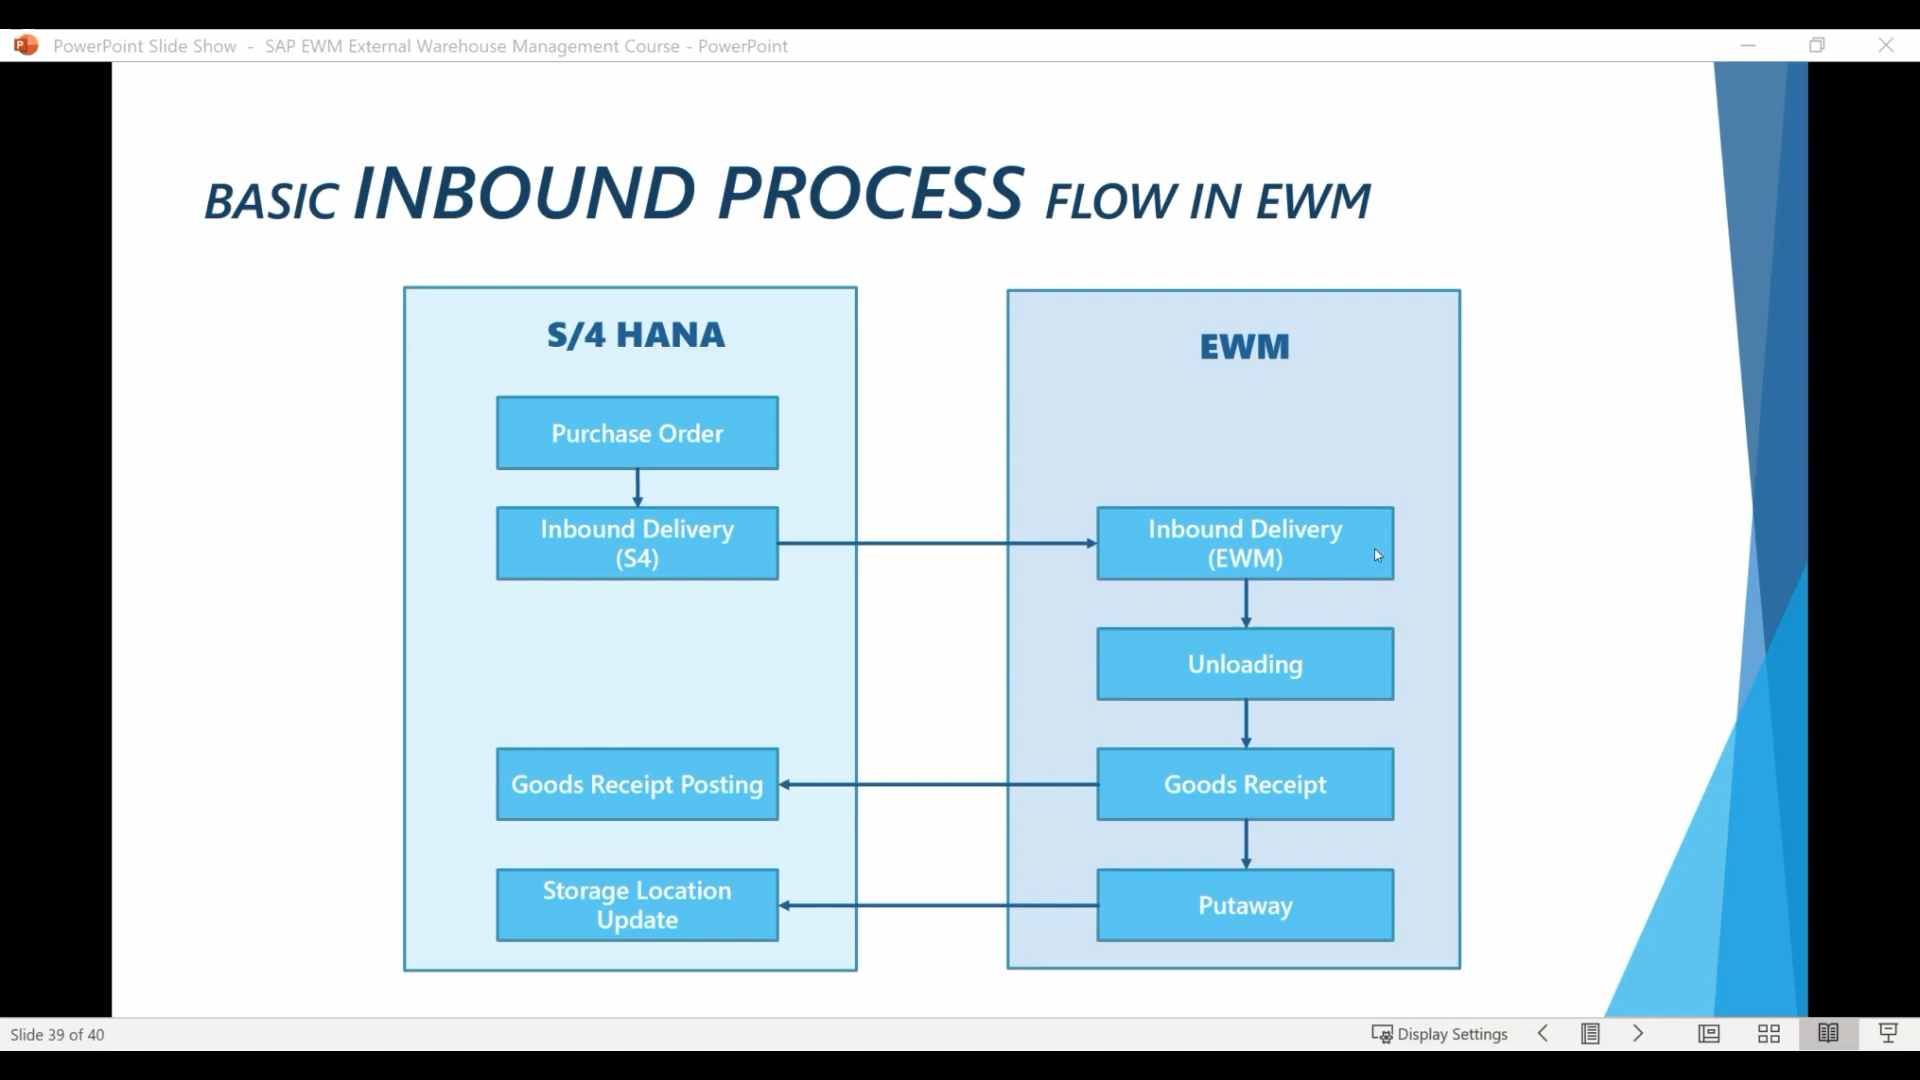 PowerPoint Slide Show - SAP EWM External Warehouse Management Course - PowerPoint
BASIC INBOUND PROCESS FLOW IN EWM
S/4 HANA
Purchase Order
Inbound Delivery
(S4)
Goods Receipt Posting
Storage Location
Update
EWM
Inbound Delivery
(EWM)
Unloading
Goods Receipt
Putaway
Slide 39 of 40
Display Settings